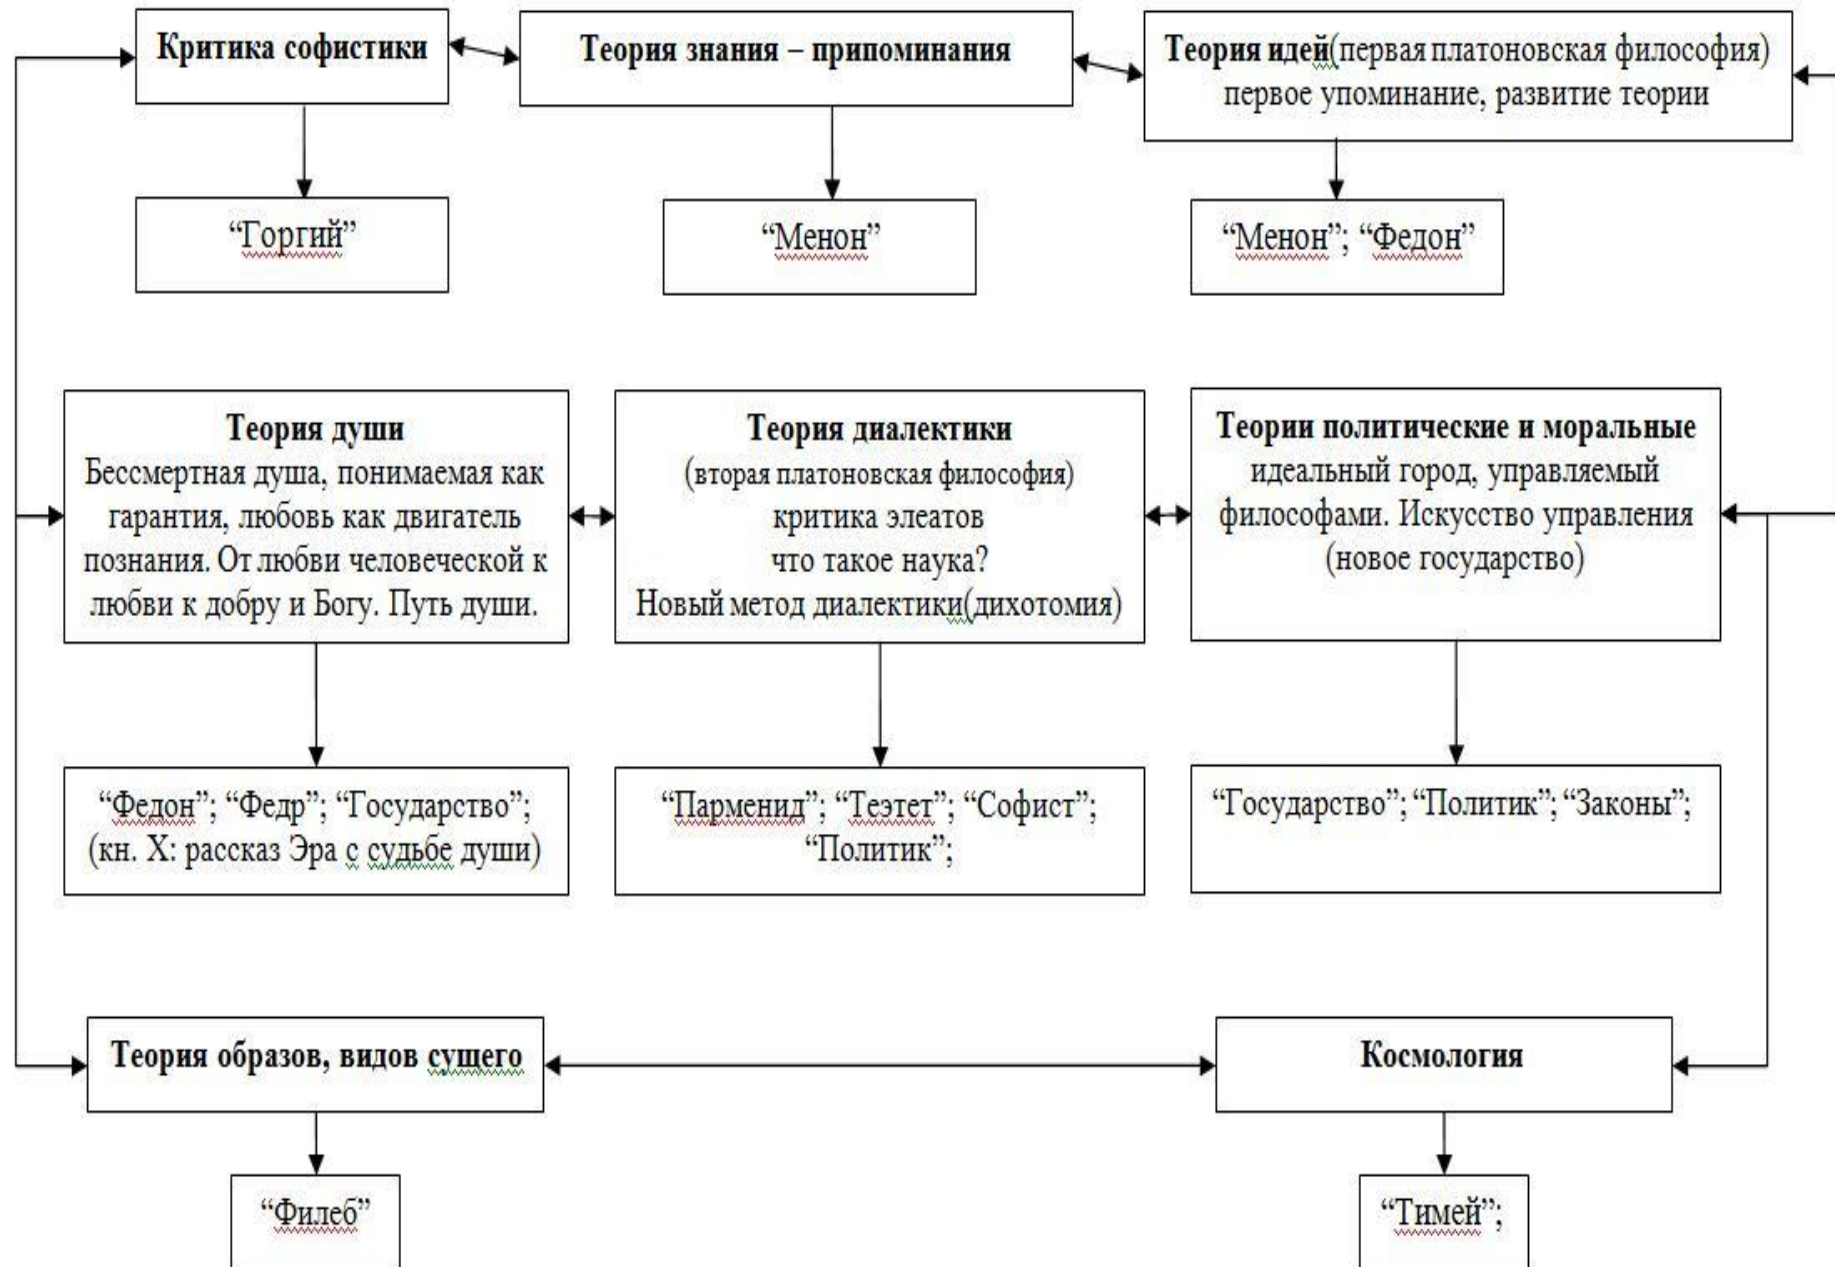 Критика софистики
Теория знания – припоминания
Теория идей(первая платоновская философия)
первое упоминание, развитие теории
“Горгий”
“Менон”
“Менон”; “Федон”
Теория души
Бессмертная душа, понимаемая как
гарантия, любовь как двигатель
познания. От любви человеческой к
любви к добру и Богу. Путь души.
Теория диалектики
(вторая платоновская философия)
критика элеатов
что такое наука?
Новый метод диалектики(дихотомия)
Теории политические и моральные
идеальный город, управляемый
философами. Искусство управления
(новое государство)
“Федон”; “Федр”; “Государство”;
(кн. X: рассказ Эра с судьбе души)
“Парменид”; “Теэтет”; “Софист”;
“Политик”;
“Государство”; “Политик”; “Законы”;
Теория образов, видов сущего
Космология
“Филеб”
“Тимей”;